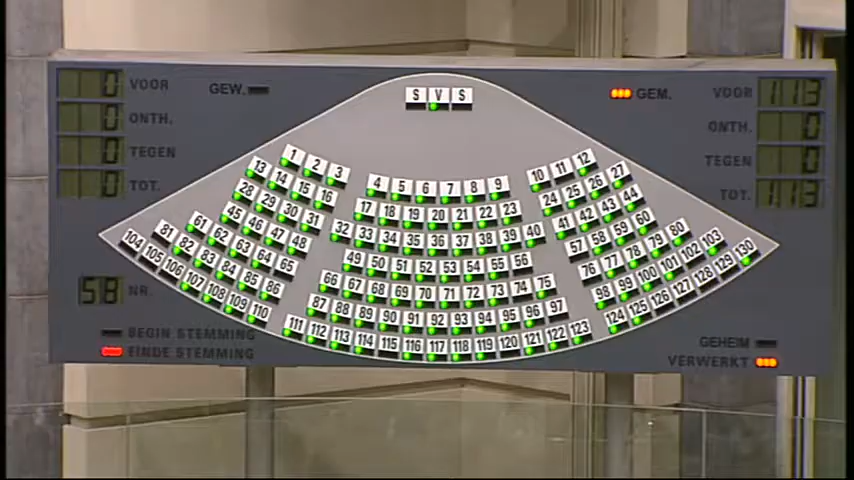 0 VOOR
GEW.
GEM.
VOOR 113
0 ONTH.
ONTH. 0
0 TEGEN
TEGEN 0
0 TOT.
TOT. 113
S V S
1 2 3
4 5 6 7 8 9
10 11 12
13 14 15 16
17 18 19 20 21 22 23
24 25 26 27
28 29 30 31
32 33 34 35 36 37 38 39 40
41 42 43 44
45 46 47 48
49 50 51 52 53 54 55 56
57 58 59 60
61 62 63 64 65
66 67 68 69 70 71 72 73 74 75
76 77 78 79 80
81 82 83 84 85 86
87 88 89 90 91 92 93 94 95 96 97
98 99 100 101 102 103
104 105 106 107 108 109 110
111 112 113 114 115 116 117 118 119 120 121 122 123
124 125 126 127 128 129 130
58 NR.
BEGIN STEMMING
EINDE STEMMING
GEHEIM
VERWERKT